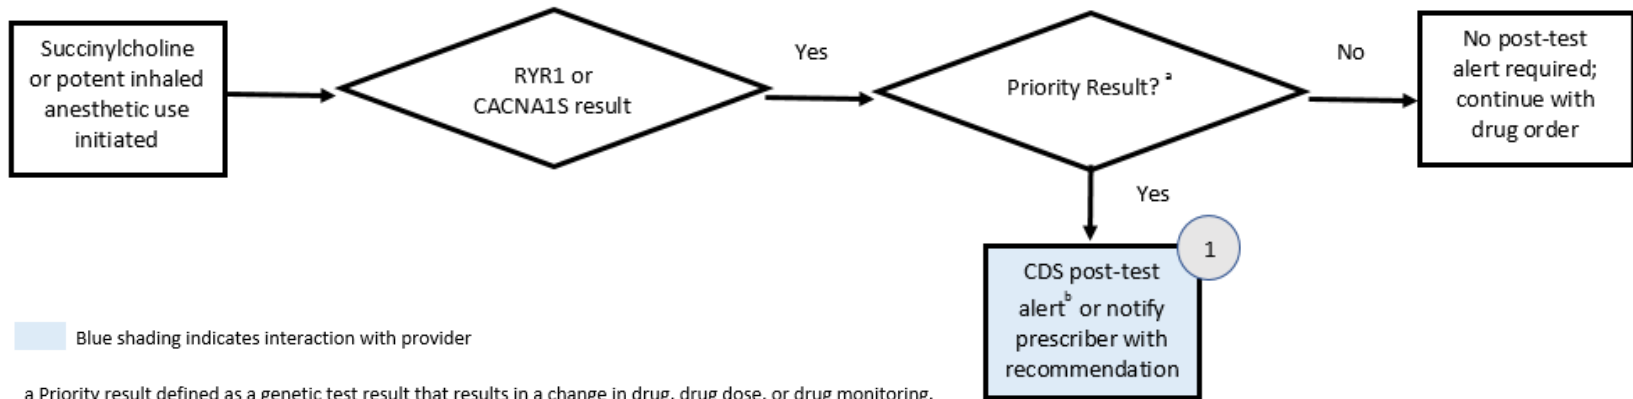 Succinylcholine
or potent inhaled
anesthetic use
initiated
RYR1 or
CACNA1S result
Yes
Priority Result? a
No
No post-test
alert required;
continue with
drug order
Yes
1
CDS post-test
alertb or notify
prescriber with
recommendation
Blue shading indicates interaction with provider
a Priority result defined as a genetic test result that results in a change in drug, drug dose, or drug monitoring.